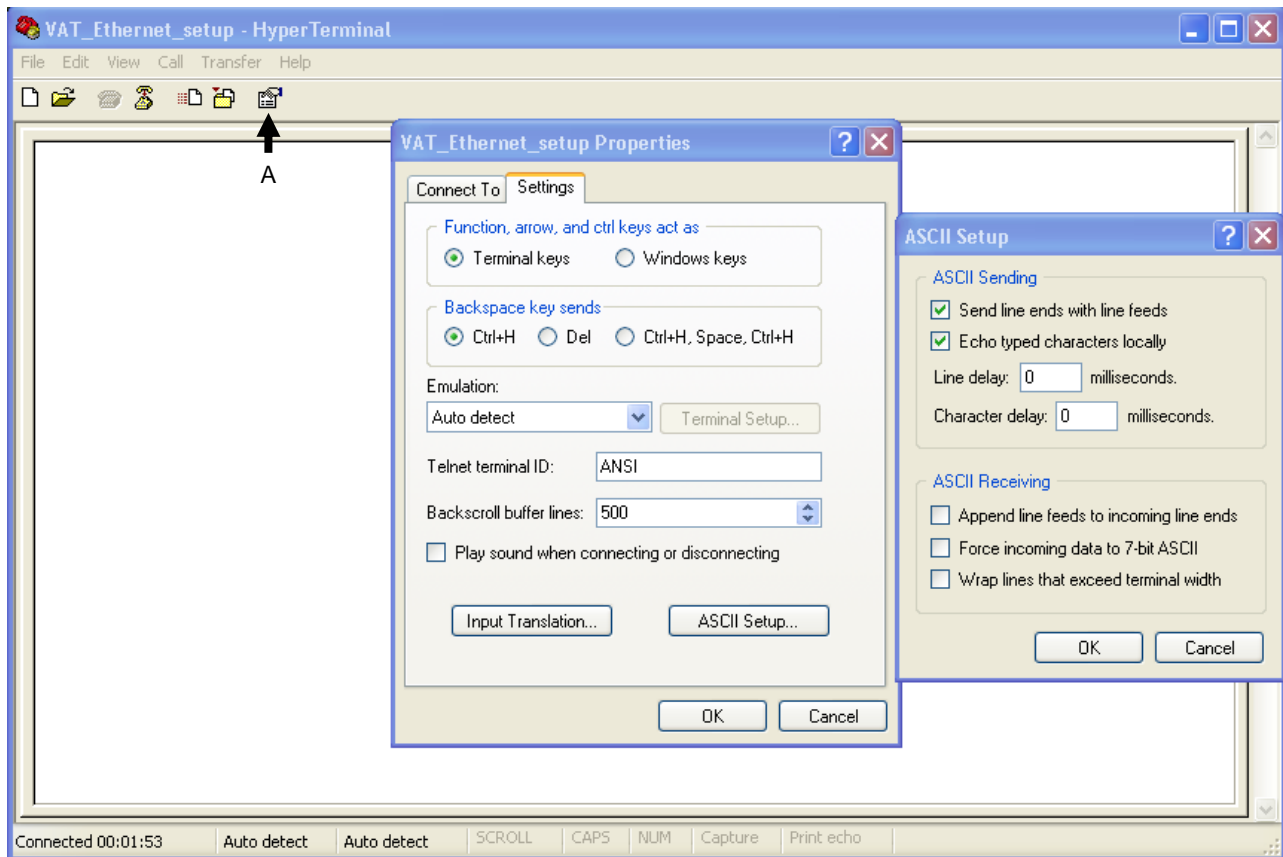 VAT_Ethernet_setup - HyperTerminal
File Edit View Call Transfer Help
A
VAT_Ethernet_setup Properties
Connect To Settings
Function, arrow, and ctrl keys act as
Terminal keys Windows keys
Backspace key sends
Ctrl+H Del Ctrl+H, Space, Ctrl+H
Emulation:
Auto detect Terminal Setup...
Telnet terminal ID: ANSI
Backscroll buffer lines: 500
Play sound when connecting or disconnecting
Input Translation... ASCII Setup...
OK Cancel
ASCII Setup
ASCII Sending
Send line ends with line feeds
Echo typed characters locally
Line delay: 0 milliseconds.
Character delay: 0 milliseconds.
ASCII Receiving
Append line feeds to incoming line ends
Force incoming data to 7-bit ASCII
Wrap lines that exceed terminal width
OK Cancel
Connected 00:01:53 Auto detect Auto detect SCROLL CAPS NUM Capture Print echo